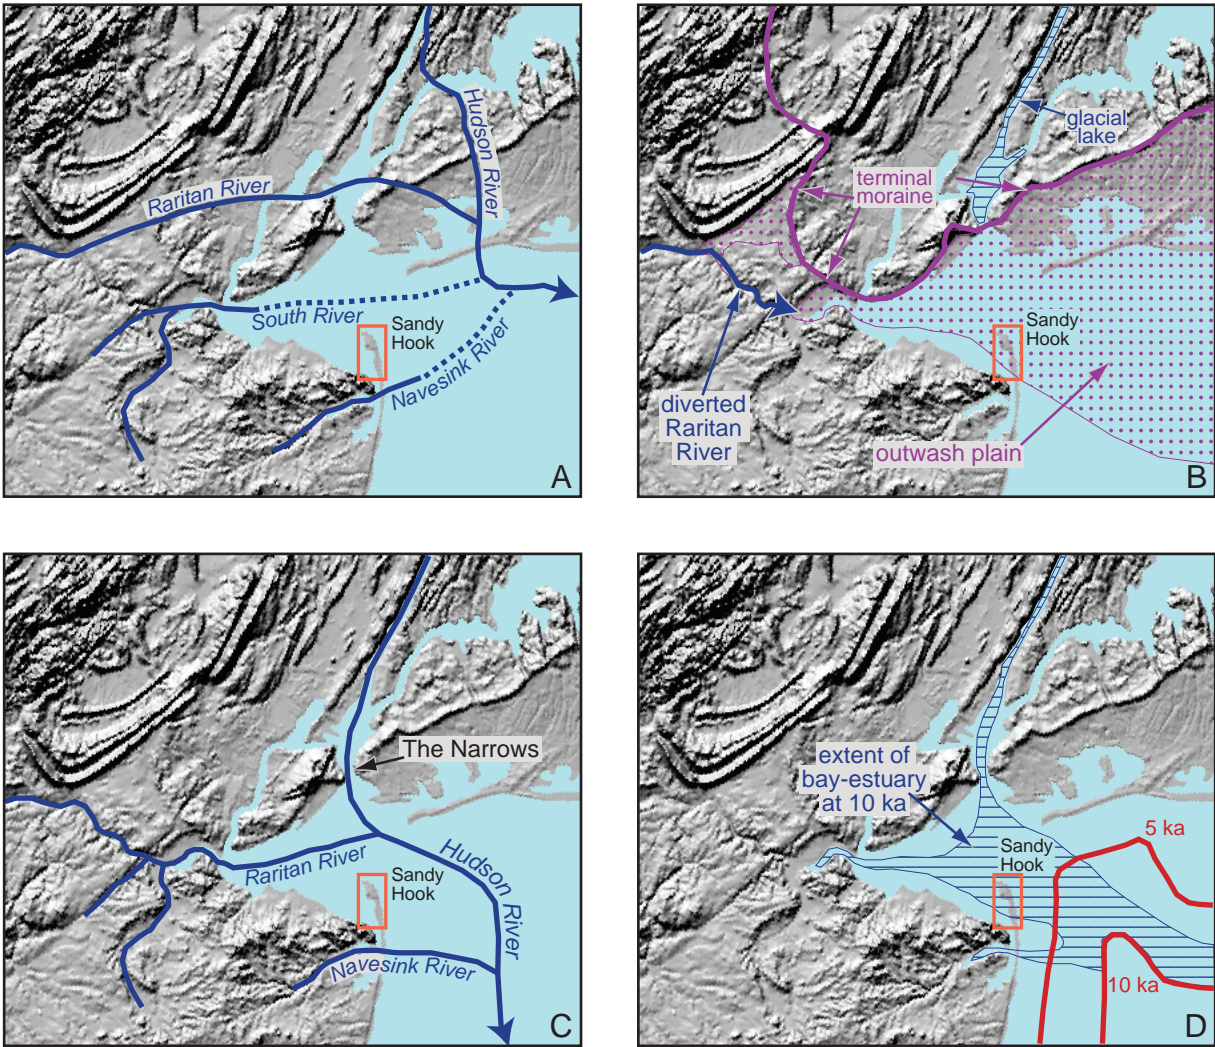 Hudson River
Raritan River
South River
Sandy
Hook
Navesink River
A
glacial
lake
terminal
moraine
Sandy
Hook
diverted
Raritan
River
outwash plain
B
The Narrows
Raritan River
Hudson River
Sandy
Hook
Navesink River
C
extent of
bay-estuary
at 10 ka
5 ka
Sandy
Hook
10 ka
D